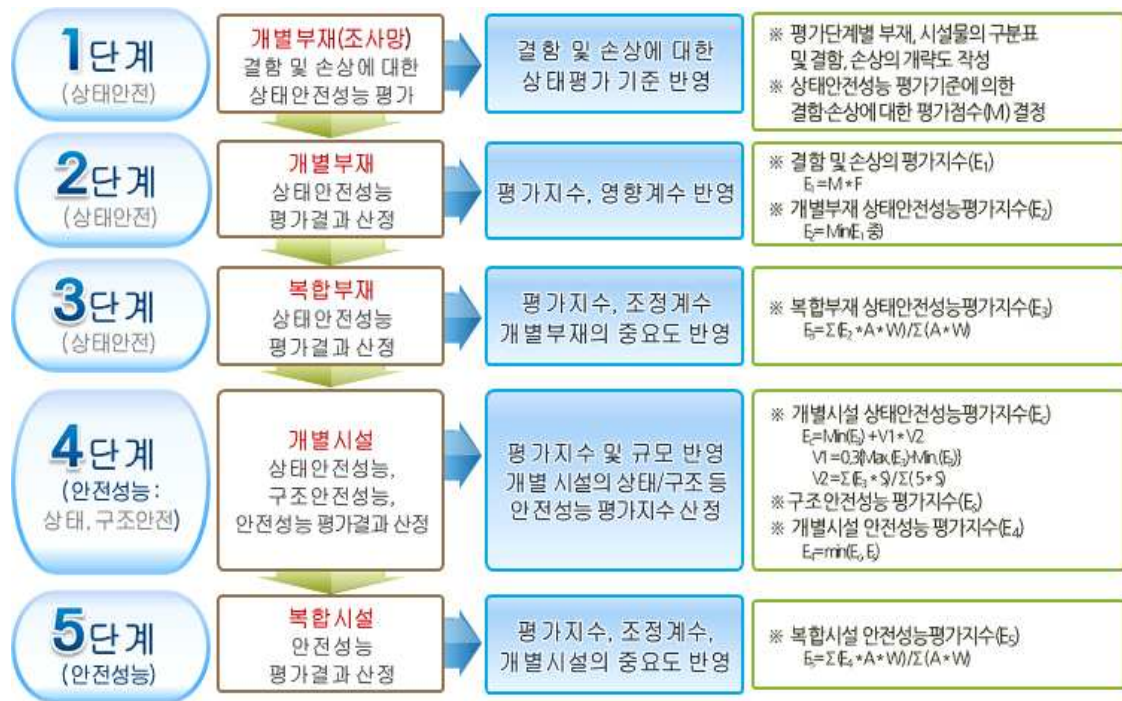 1단계
(상태안전)
개별부재(조사망)
결함 및 손상에 대한
상태안전성능 평가
결함 및 손상에 대한
상태평가 기준 반영
※ 평가단계별 부재, 시설물의 구분표
및 결함, 손상의 개략도 작성
※ 상태안전성능 평가기준에 의한
결함·손상에 대한 평가점수(M) 결정
2단계
(상태안전)
개별부재
상태안전성능
평가결과 산정
평가지수, 영향계수 반영
※ 결함 및 손상의 평가지수(E₁)
E₁=M*F
※ 개별부재 상태안전성능평가지수(E₂)
E₂=Min(E₁ 중)
3단계
(상태안전)
복합부재
상태안전성능
평가결과 산정
평가지수, 조정계수
개별부재의 중요도 반영
※ 복합부재 상태안전성능평가지수(E₃)
E₃=Σ(E₂*A*W)/Σ(A*W)
4단계
(안전성능:
상태, 구조안전)
개별시설
상태안전성능,
구조안전성능,
안전성능 평가결과 산정
평가지수 및 규모 반영
개별 시설의 상태/구조 등
안전성능 평가지수 산정
※ 개별시설 상태안전성능평가지수(E꜀)
E꜀=Min(E₃)+V1*V2
V1=0.3{Max.(E₃)-Min.(E₃)}
V2=Σ(E₃*S)/Σ(5*S)
※구조안전성능 평가지수(Eₛ)
※ 개별시설 안전성능 평가지수(E₄)
E₄=min(E꜀, Eₛ)
5단계
(안전성능)
복합시설
안전성능
평가결과 산정
평가지수, 조정계수,
개별시설의 중요도 반영
※ 복합시설 안전성능평가지수(E₅)
E₅=Σ(E₄*A*W)/Σ(A*W)